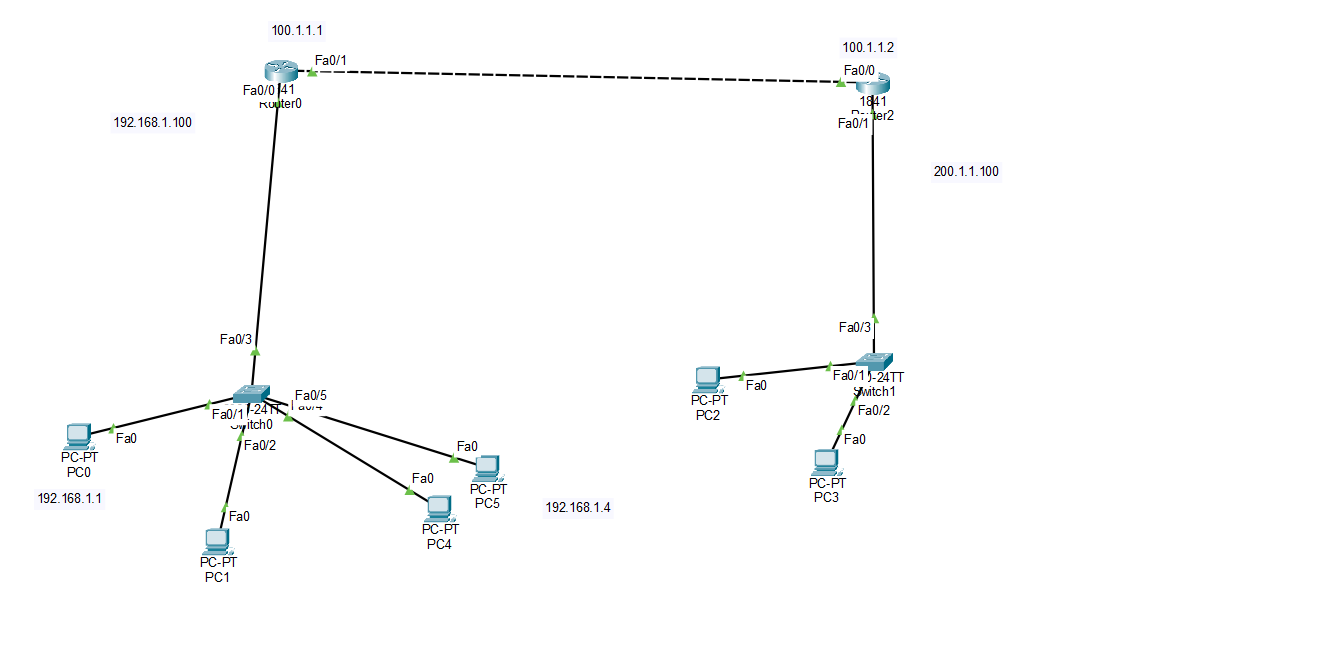 100.1.1.1
100.1.1.2
Fa0/1
Fa0/0
Fa0/0
41
Router0
1841
ter2
Fa0/1
192.168.1.100
200.1.1.100
Fa0/3
Fa0/3
Fa0/1
-24TT
Switch1
Fa0/2
Fa0
PC-PT
PC2
Fa0
PC-PT
PC3
Fa0/5
Fa0/4
Fa0/1
-24TT
Switch0
Fa0/2
Fa0
PC-PT
PC0
192.168.1.1
Fa0
PC-PT
PC5
Fa0
PC-PT
PC4
192.168.1.4
Fa0
PC-PT
PC1